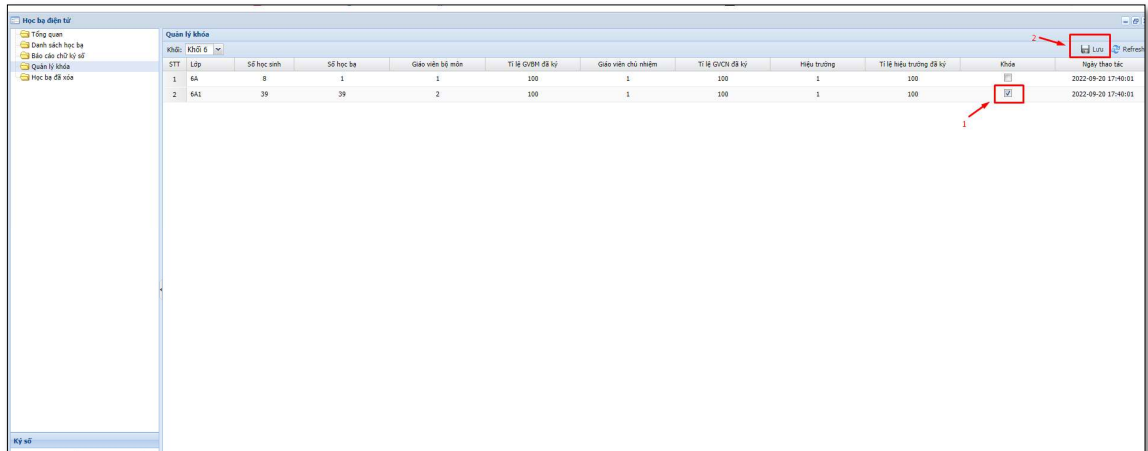 Học bạ điện tử
Tổng quan
Danh sách học bạ
Báo cáo chữ ký số
Quản lý khóa
Học bạ đã xóa
Quản lý khóa
Khối: Khối 6
2
Lưu Refresh
STT Lớp Số học sinh Số học bạ Giáo viên bộ môn Tỉ lệ GVBM đã ký Giáo viên chủ nhiệm Tỉ lệ GVCN đã ký Hiệu trưởng Tỉ lệ hiệu trưởng đã ký Khóa Ngày thao tác
1 6A 8 1 1 100 1 100 1 100 2022-09-20 17:40:01
2 6A1 39 39 2 100 1 100 1 100 2022-09-20 17:40:01
1
Ký số